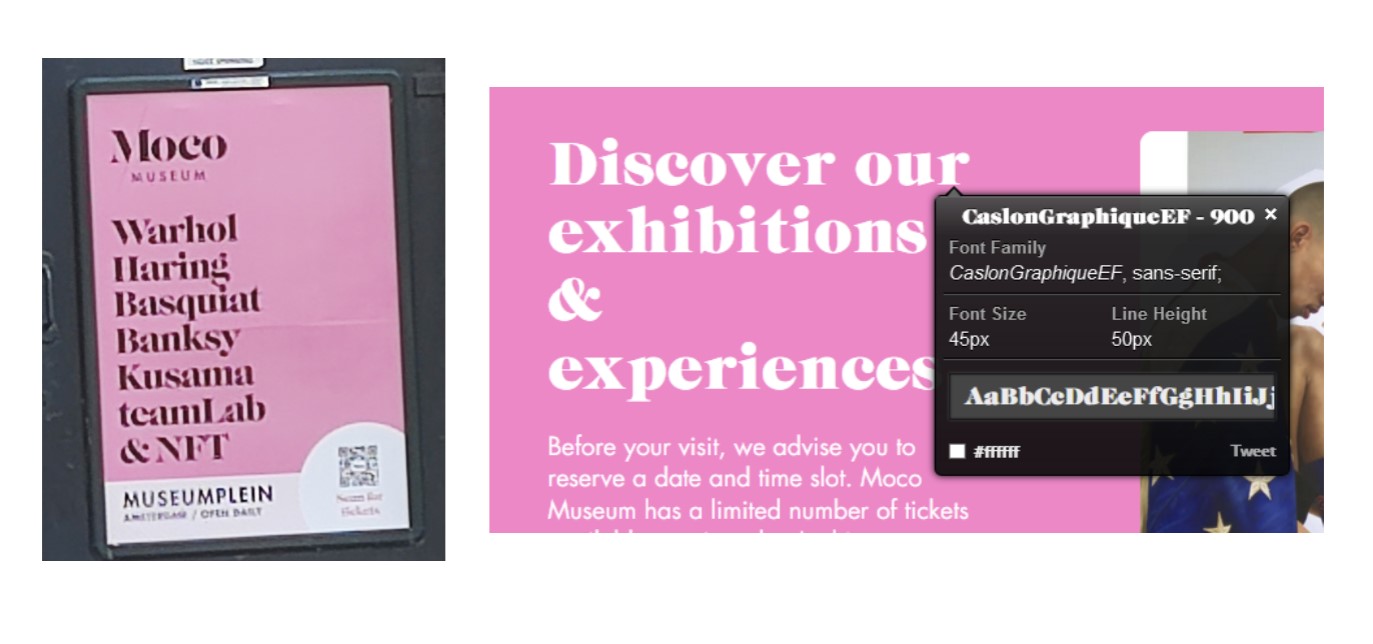 Moco
MUSEUM
Warhol
Haring
Basquiat
Banksy
Kusama
teamLab
& NFT
MUSEUMPLEIN
AMSTERDAM / OPEN DAILY
Scan for
tickets
Discover our
exhibitions
&
experiences
CaslonGraphiqueEF - 900 ×
Font Family
CaslonGraphiqueEF, sans-serif;
Font Size Line Height
45px 50px
AaBbCcDdEeFfGgHhIiJj
#ffffff Tweet
Before your visit, we advise you to
reserve a date and time slot. Moco
Museum has a limited number of tickets